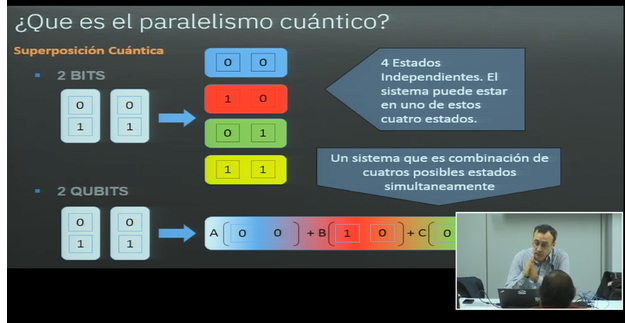 ¿Que es el paralelismo cuántico?
Superposición Cuántica
2 BITS
0 0
1 1
0 0
1 0
0 1
1 1
4 Estados
Independientes. El
sistema puede estar
en uno de estos
cuatro estados.
Un sistema que es combinación de
cuatros posibles estados
simultaneamente
2 QUBITS
0 0
1 1
A ( 0 0 ) + B ( 1 0 ) + C ( 0